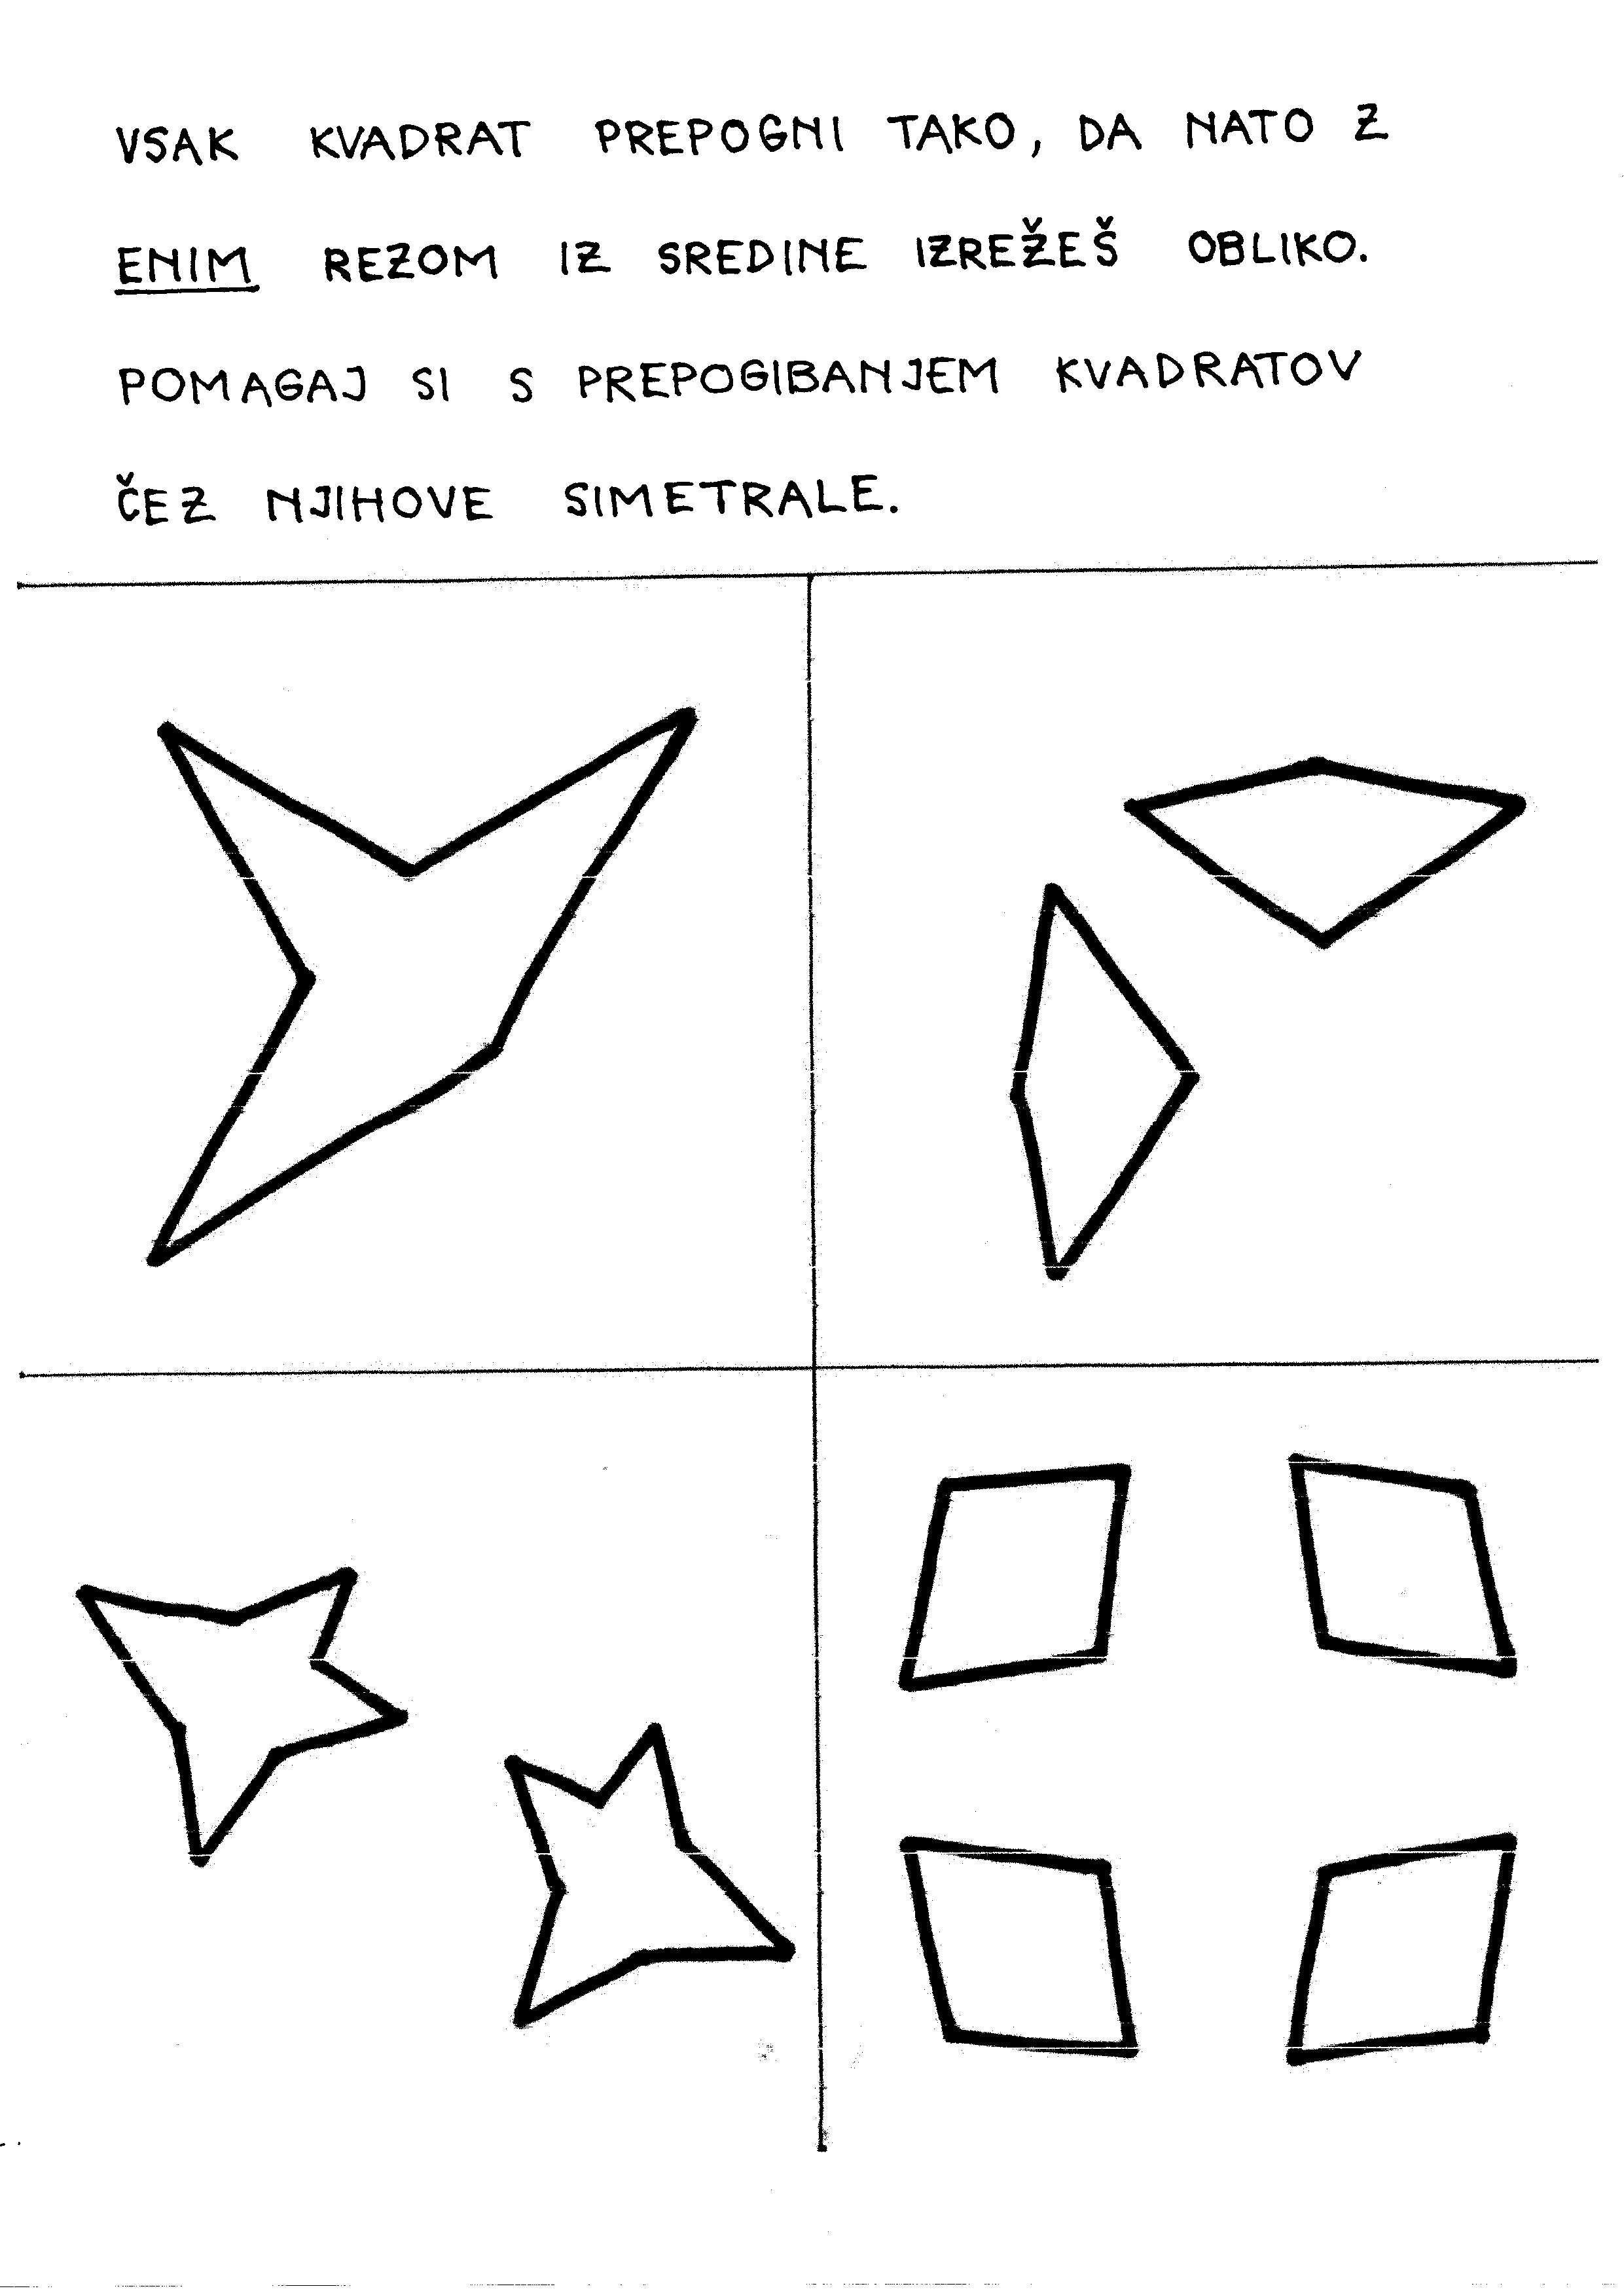 VSAK KVADRAT PREPOGNI TAKO, DA NATO Z
ENIM REZOM IZ SREDINE IZREŽEŠ OBLIKO.
POMAGAJ SI S PREPOGIBANJEM KVADRATOV
ČEZ NJIHOVE SIMETRALE.